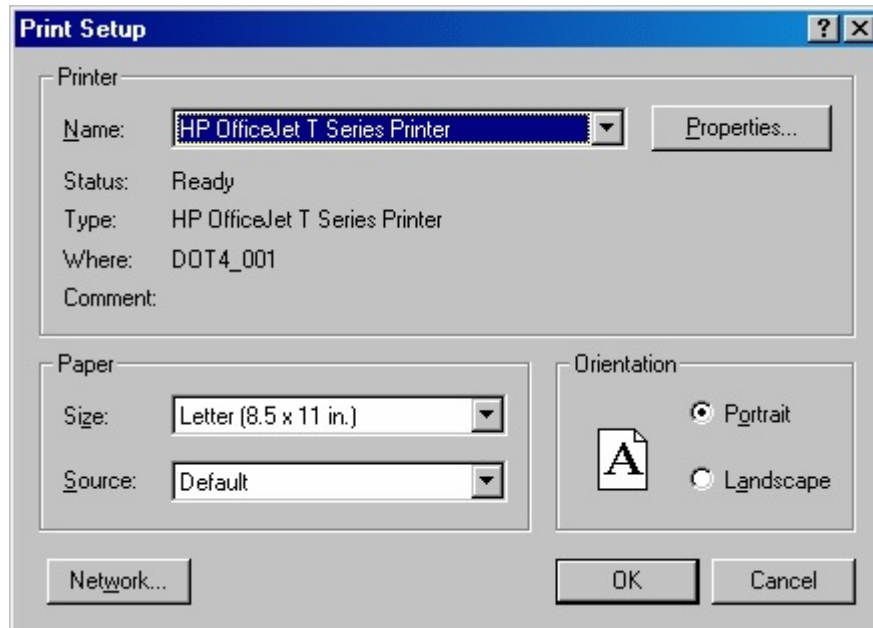 Print Setup
Printer
Name: HP OfficeJet T Series Printer Properties...
Status: Ready
Type: HP OfficeJet T Series Printer
Where: DOT4_001
Comment:
Paper
Size: Letter (8.5 x 11 in.)
Source: Default
Orientation
A
Portrait
Landscape
Network... OK Cancel